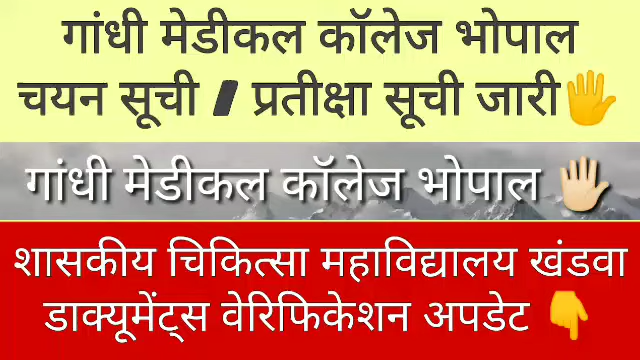 गांधी मेडीकल कॉलेज भोपाल
चयन सूची / प्रतीक्षा सूची जारी🖐
गांधी मेडीकल कॉलेज भोपाल 🖐🏻
शासकीय चिकित्सा महाविद्यालय खंडवा
डाक्यूमेंट्स वेरिफिकेशन अपडेट 👇